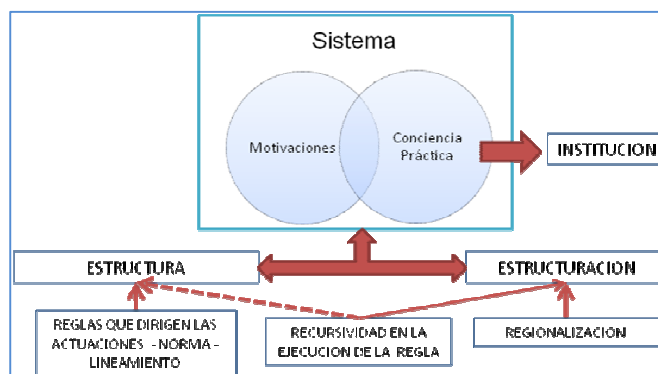 Sistema
Motivaciones
Conciencia
Práctica
INSTITUCION
ESTRUCTURA
ESTRUCTURACION
REGLAS QUE DIRIGEN LAS
ACTUACIONES - NORMA -
LINEAMIENTO
RECURSIVIDAD EN LA
EJECUCION DE LA REGLA
REGIONALIZACION